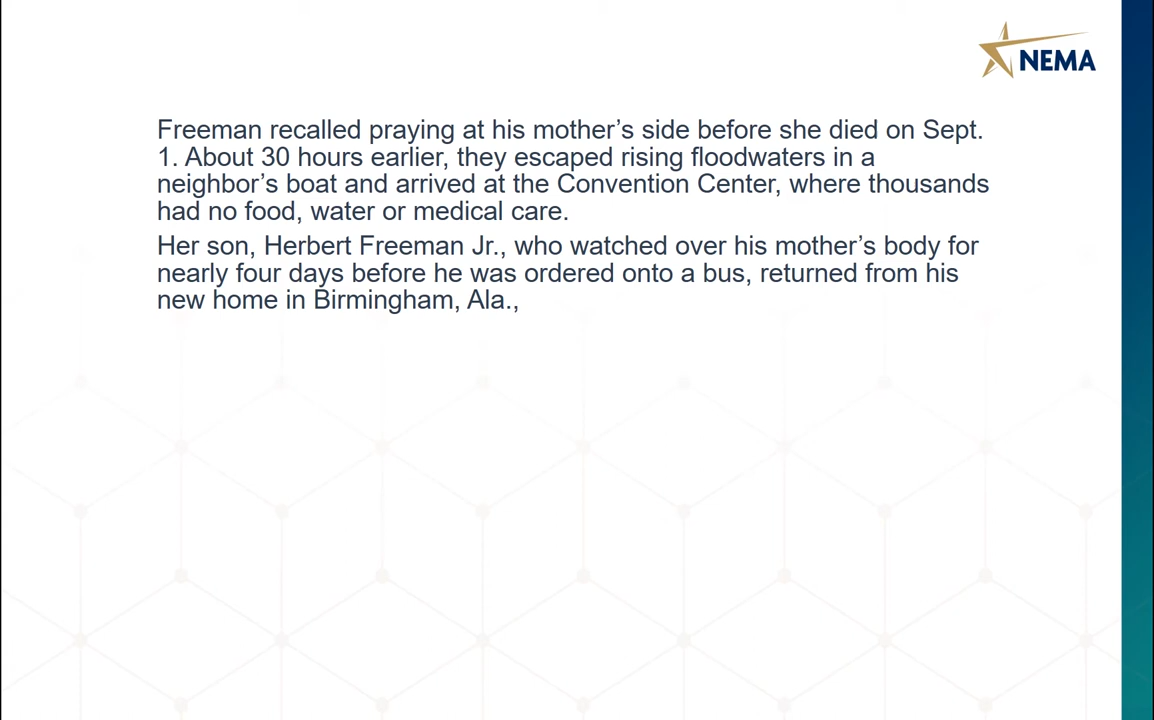 NEMA
Freeman recalled praying at his mother’s side before she died on Sept.
1. About 30 hours earlier, they escaped rising floodwaters in a
neighbor’s boat and arrived at the Convention Center, where thousands
had no food, water or medical care.
Her son, Herbert Freeman Jr., who watched over his mother’s body for
nearly four days before he was ordered onto a bus, returned from his
new home in Birmingham, Ala.,